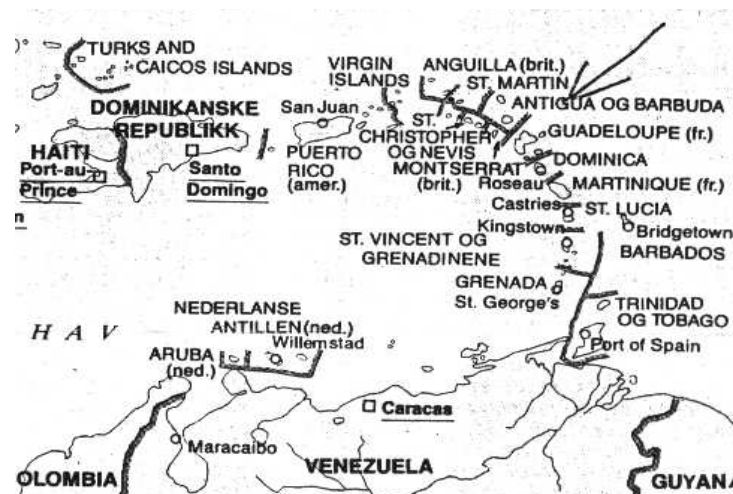 TURKS AND
CAICOS ISLANDS
VIRGIN
ISLANDS
ANGUILLA (brit.)
ST. MARTIN
ANTIGUA OG BARBUDA
DOMINIKANSKE
REPUBLIKK
San Juan
ST.
CHRISTOPHER
OG NEVIS
GUADELOUPE (fr.)
HAITI
Port-au-
Prince
Santo
Domingo
PUERTO
RICO
(amer.)
MONTSERRAT
(brit.)
DOMINICA
Roseau
MARTINIQUE (fr.)
Castries
ST. LUCIA
Kingstown
Bridgetown
BARBADOS
ST. VINCENT OG
GRENADINENE
GRENADA
St. George's
NEDERLANSE
ANTILLEN (ned.)
Willemstad
TRINIDAD
OG TOBAGO
HAV
ARUBA
(ned.)
Port of Spain
Caracas
Maracaibo
OLOMBIA
VENEZUELA
GUYANA